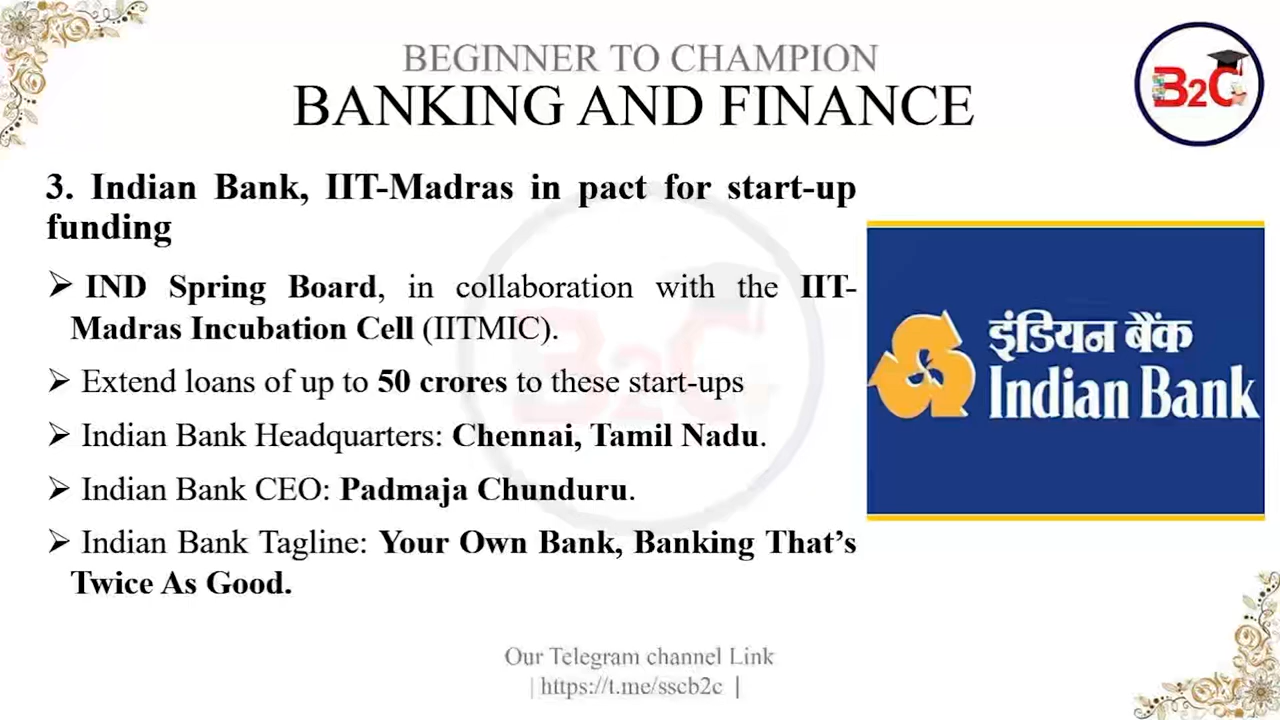 BEGINNER TO CHAMPION
BANKING AND FINANCE
B2C
3. Indian Bank, IIT-Madras in pact for start-up
funding
➢ IND Spring Board, in collaboration with the IIT-
Madras Incubation Cell (IITMIC).
➢ Extend loans of up to 50 crores to these start-ups
➢ Indian Bank Headquarters: Chennai, Tamil Nadu.
➢ Indian Bank CEO: Padmaja Chunduru.
➢ Indian Bank Tagline: Your Own Bank, Banking That’s
Twice As Good.
B2C
इंडियन बैंक
Indian Bank
Our Telegram channel Link
| https://t.me/sscb2c |